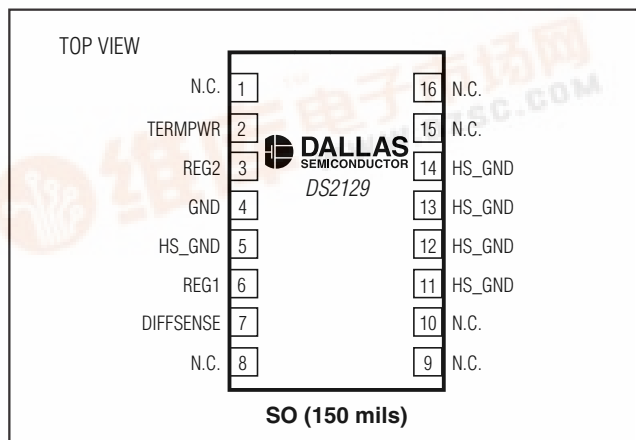 TOP VIEW
N.C. 1
TERMPWR 2
REG2 3
GND 4
HS_GND 5
REG1 6
DIFFSENSE 7
N.C. 8
DALLAS
SEMICONDUCTOR
DS2129
16 N.C.
15 N.C.
14 HS_GND
13 HS_GND
12 HS_GND
11 HS_GND
10 N.C.
9 N.C.
SO (150 mils)